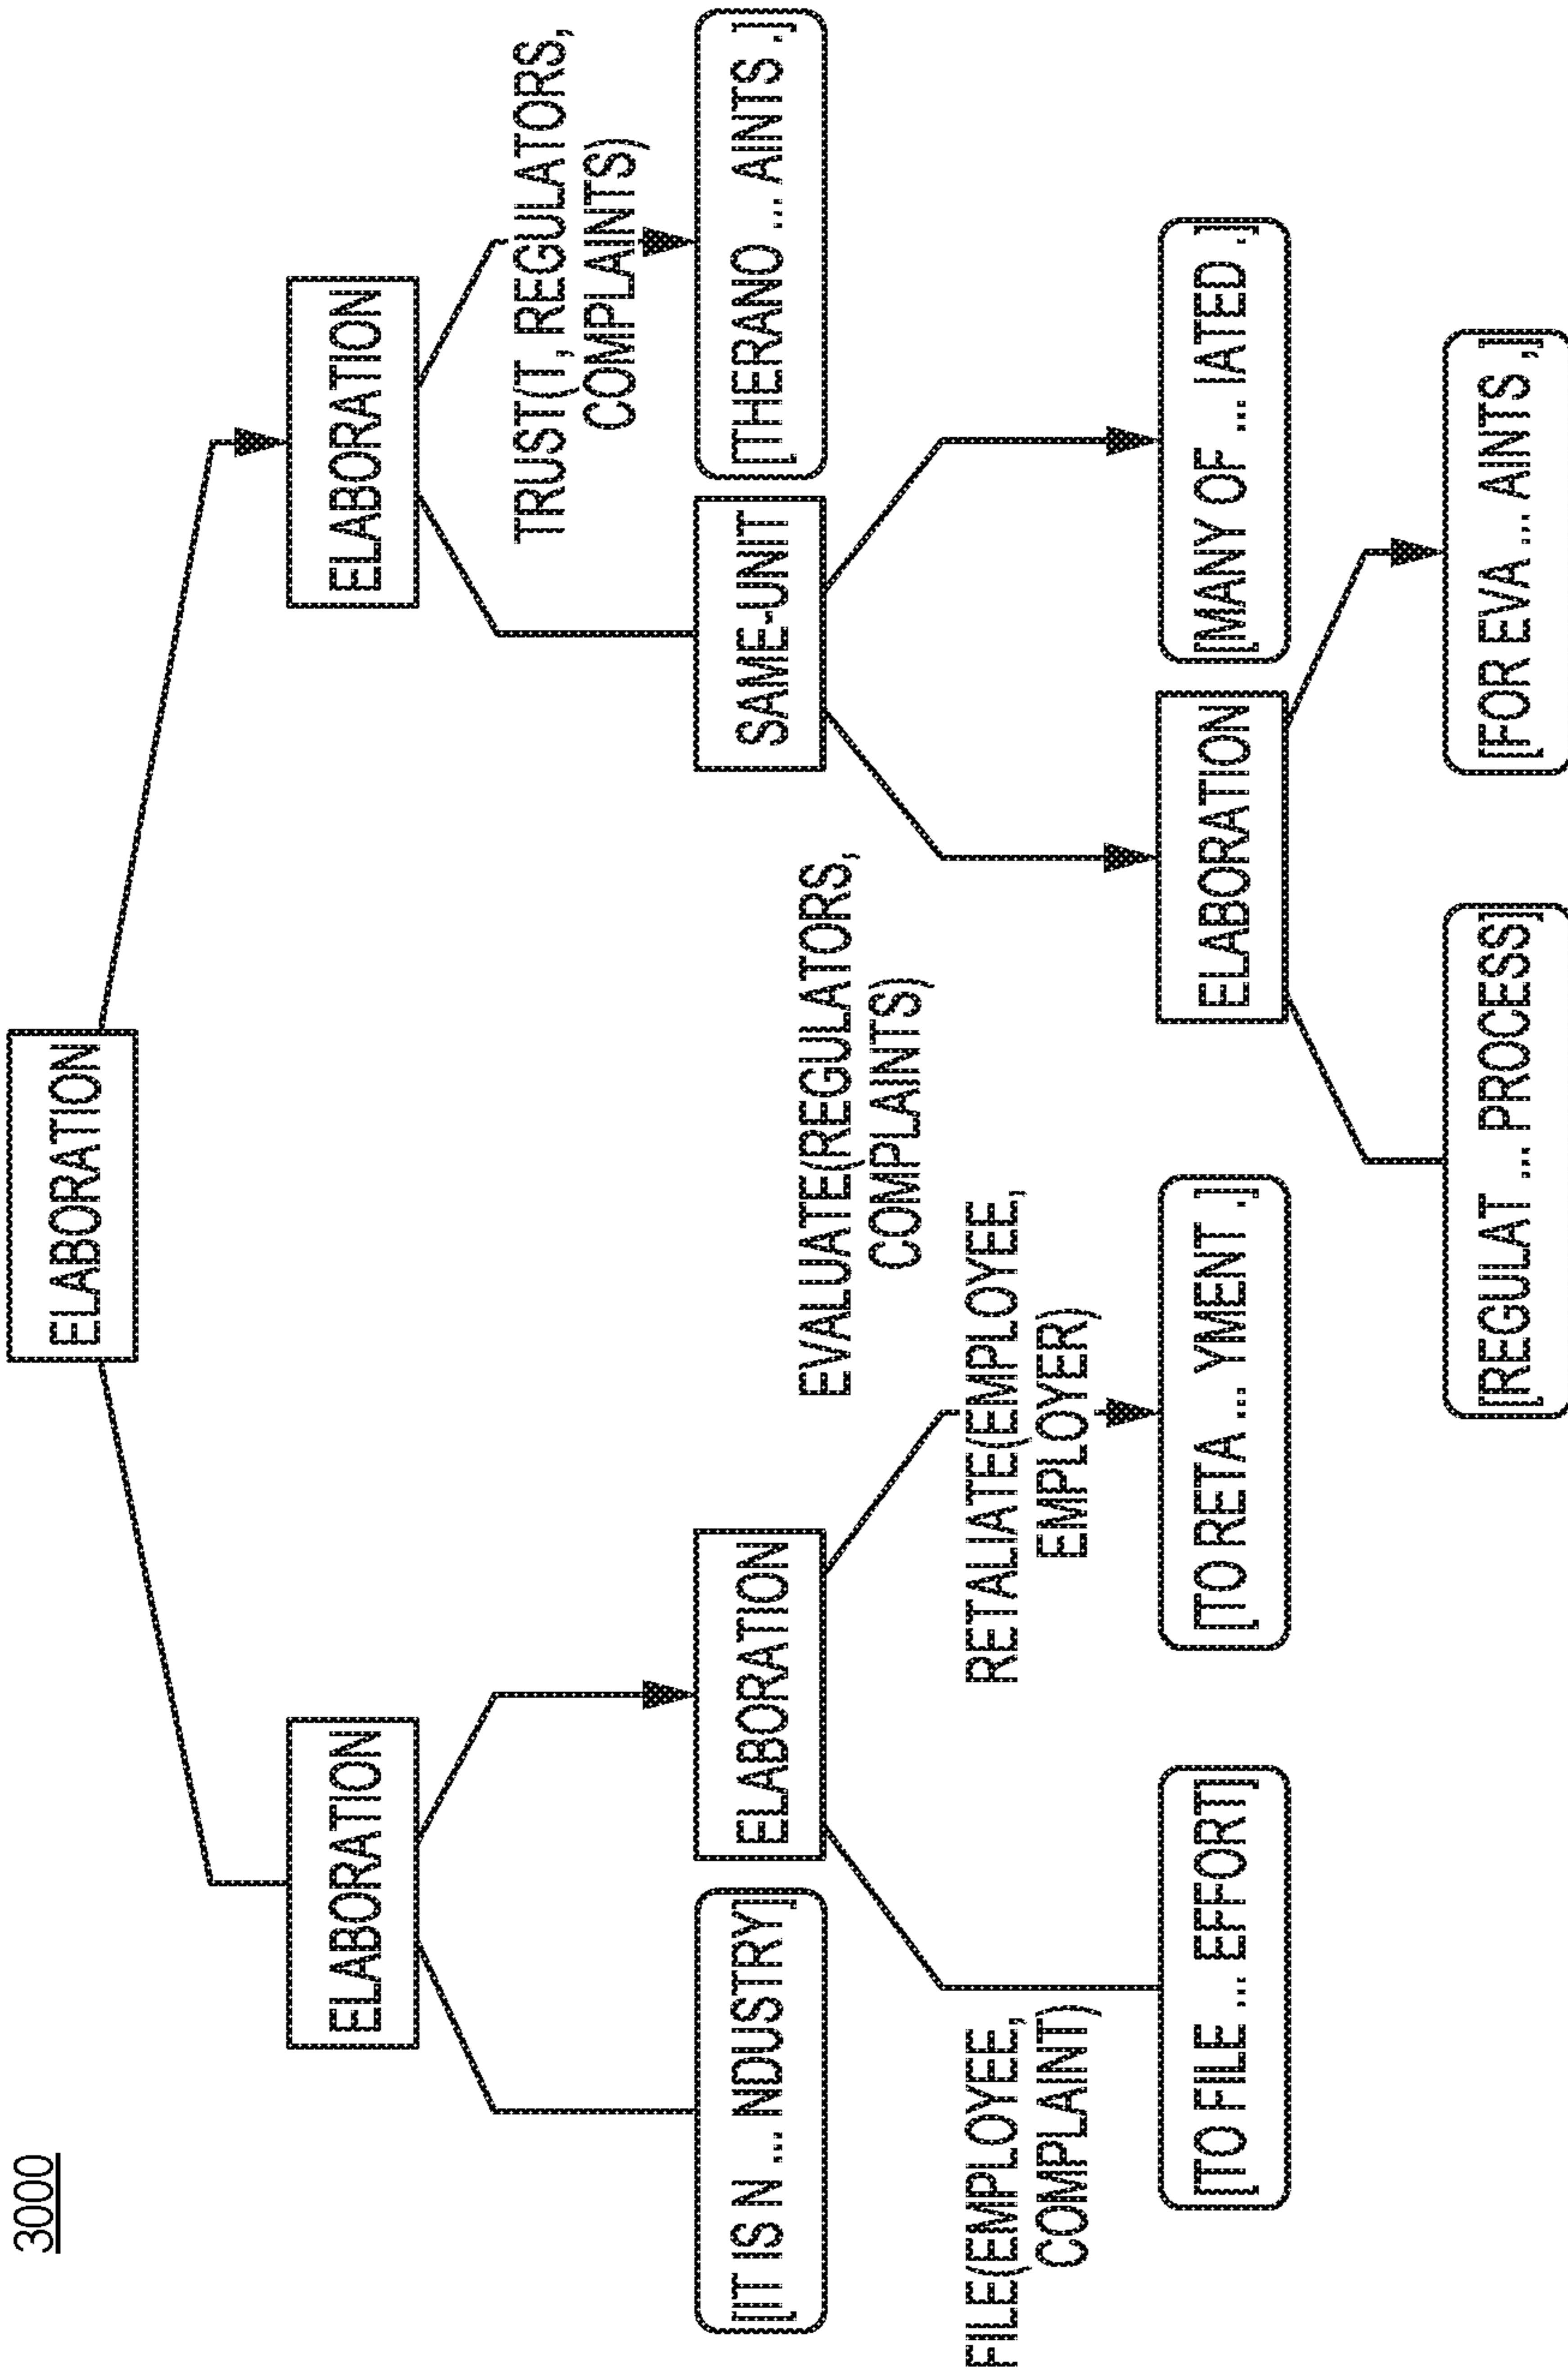 3000
ELABORATION
ELABORATION
ELABORATION
TRUST(T, REGULATORS,
COMPLAINTS)
[IT IS N ... NDUSTRY]
ELABORATION
SAME-UNIT
[THERANO ... AINTS .]
EVALUATE(REGULATORS,
COMPLAINTS)
FILE(EMPLOYEE,
COMPLAINT)
RETALIATE(EMPLOYEE,
EMPLOYER)
[TO FILE ... EFFORT]
[TO RETA ... YMENT .]
ELABORATION
[MANY OF ... IATED .]
[REGULAT ... PROCESS]
[FOR EVA ... AINTS ,]